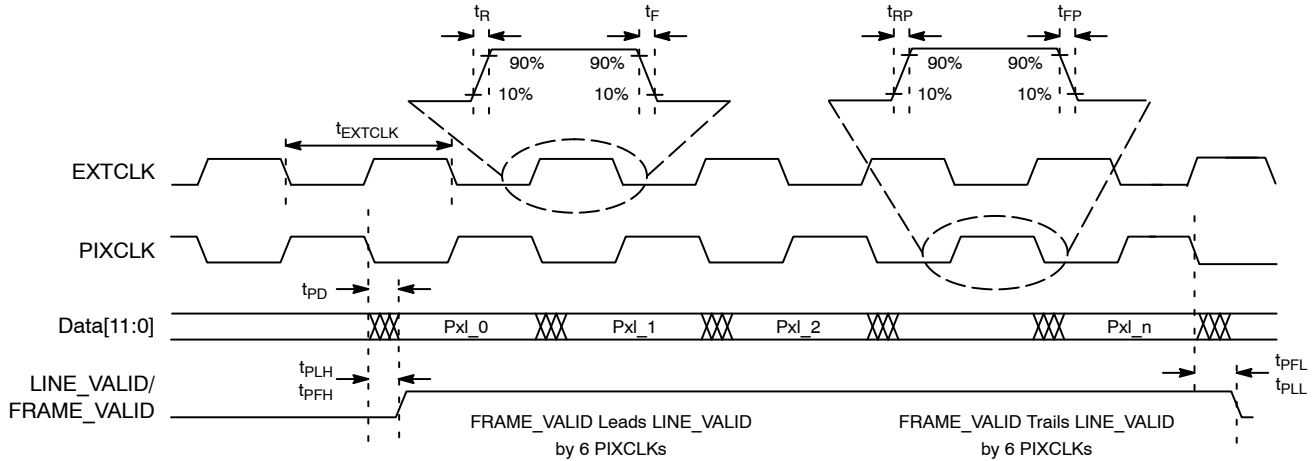 tR tF tRP tFP
90% 90% 90% 90%
10% 10% 10% 10%
tEXTCLK
EXTCLK
PIXCLK
tPD
Data[11:0] Pxl_0 Pxl_1 Pxl_2 Pxl_n
tPLH tPFL
LINE_VALID/ tPFH tPLL
FRAME_VALID
FRAME_VALID Leads LINE_VALID FRAME_VALID Trails LINE_VALID
by 6 PIXCLKs by 6 PIXCLKs